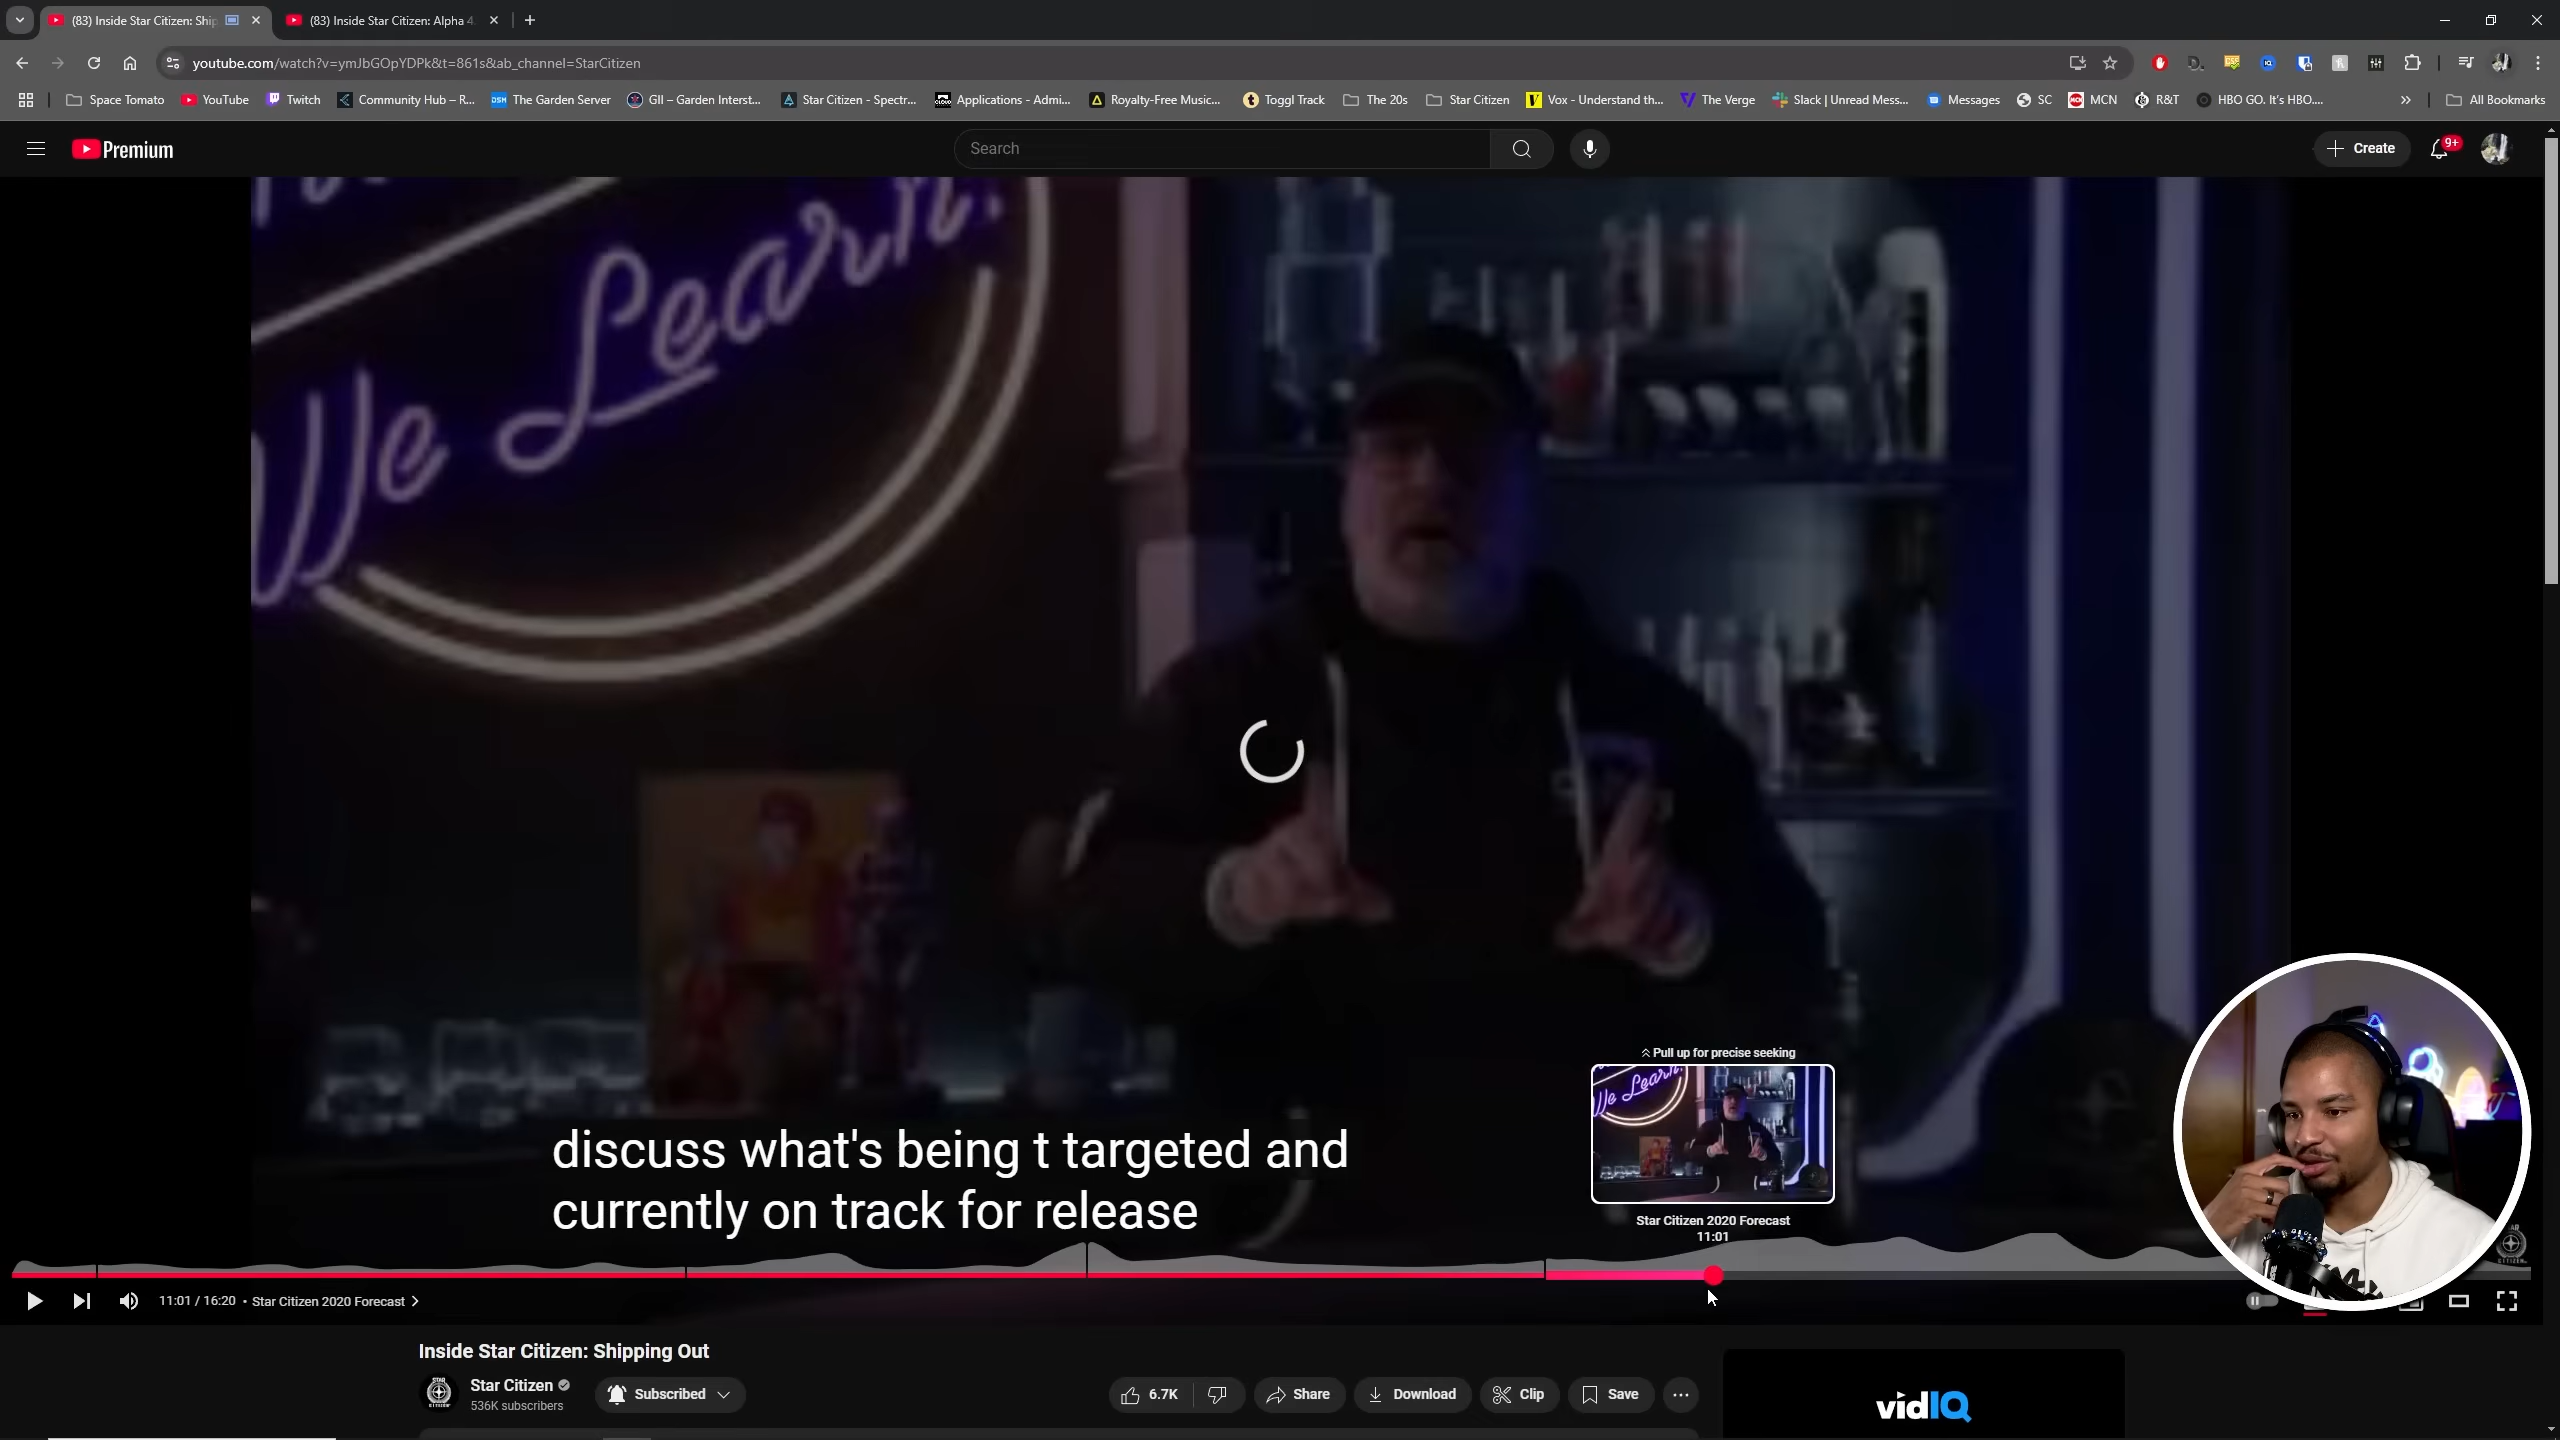 (83) Inside Star Citizen: Ship
(83) Inside Star Citizen: Alpha 4
youtube.com/watch?v=ymJbGOpYDPk&t=861s&ab_channel=StarCitizen
Space Tomato
YouTube
Twitch
Community Hub – R...
The Garden Server
GII – Garden Interst...
Star Citizen - Spectr...
Applications - Admi...
Royalty-Free Music...
Toggl Track
The 20s
Star Citizen
Vox - Understand th...
The Verge
Slack | Unread Mess...
Messages
SC
MCN
R&T
HBO GO. It's HBO....
All Bookmarks
Premium
Search
Create
9+
We Learn.
Pull up for precise seeking
We Learn.
discuss what's being t targeted and
currently on track for release
Star Citizen 2020 Forecast
11:01
11:01 / 16:20 • Star Citizen 2020 Forecast
Inside Star Citizen: Shipping Out
Star Citizen
536K subscribers
Subscribed
6.7K
Share
Download
Clip
Save
vidIQ